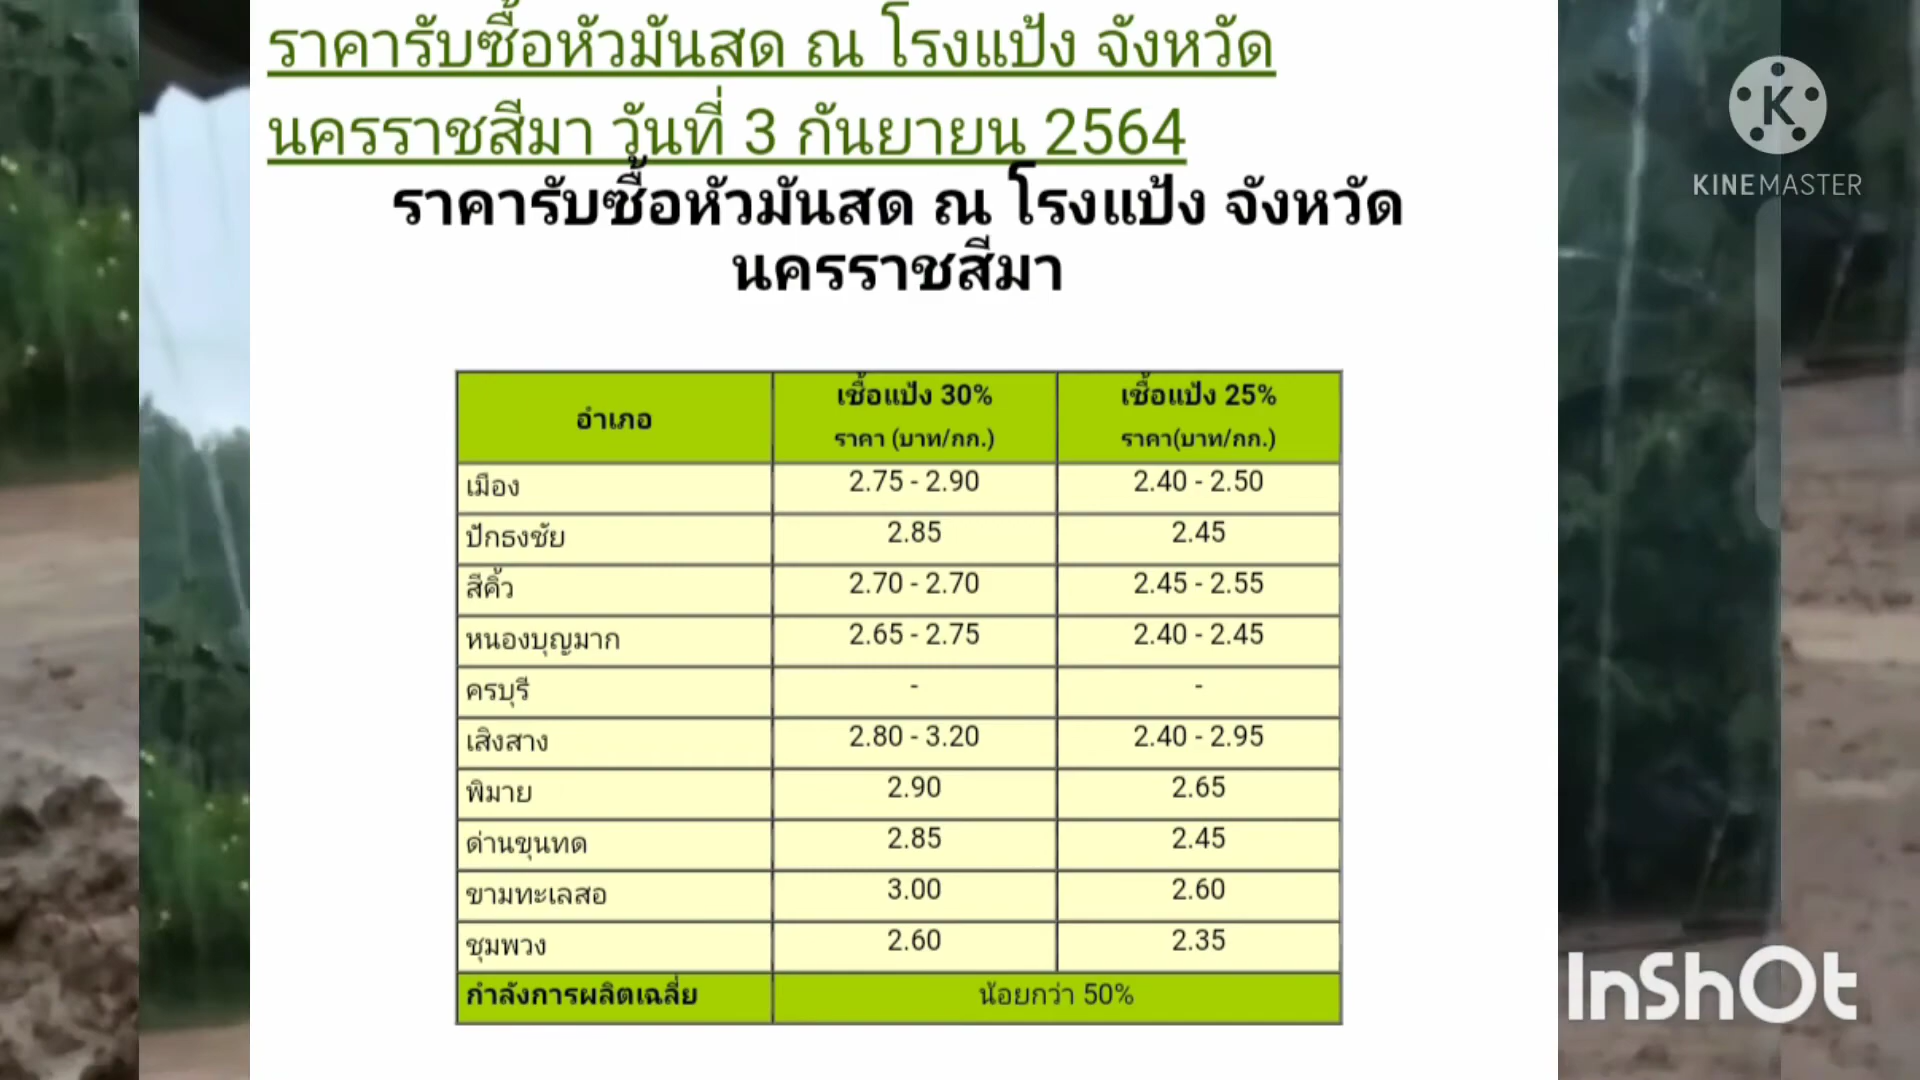 ราคารับซื้อหัวมันสด ณ โรงแป้ง จังหวัด
นครราชสีมา วันที่ 3 กันยายน 2564
ราคารับซื้อหัวมันสด ณ โรงแป้ง จังหวัด
นครราชสีมา
KINEMASTER
อำเภอ เชื้อแป้ง 30% เชื้อแป้ง 25%
ราคา (บาท/กก.) ราคา(บาท/กก.)
เมือง 2.75 - 2.90 2.40 - 2.50
ปักธงชัย 2.85 2.45
สีคิ้ว 2.70 - 2.70 2.45 - 2.55
หนองบุญมาก 2.65 - 2.75 2.40 - 2.45
ครบุรี - -
เสิงสาง 2.80 - 3.20 2.40 - 2.95
พิมาย 2.90 2.65
ด่านขุนทด 2.85 2.45
ขามทะเลสอ 3.00 2.60
ชุมพวง 2.60 2.35
กำลังการผลิตเฉลี่ย น้อยกว่า 50%
InShOt